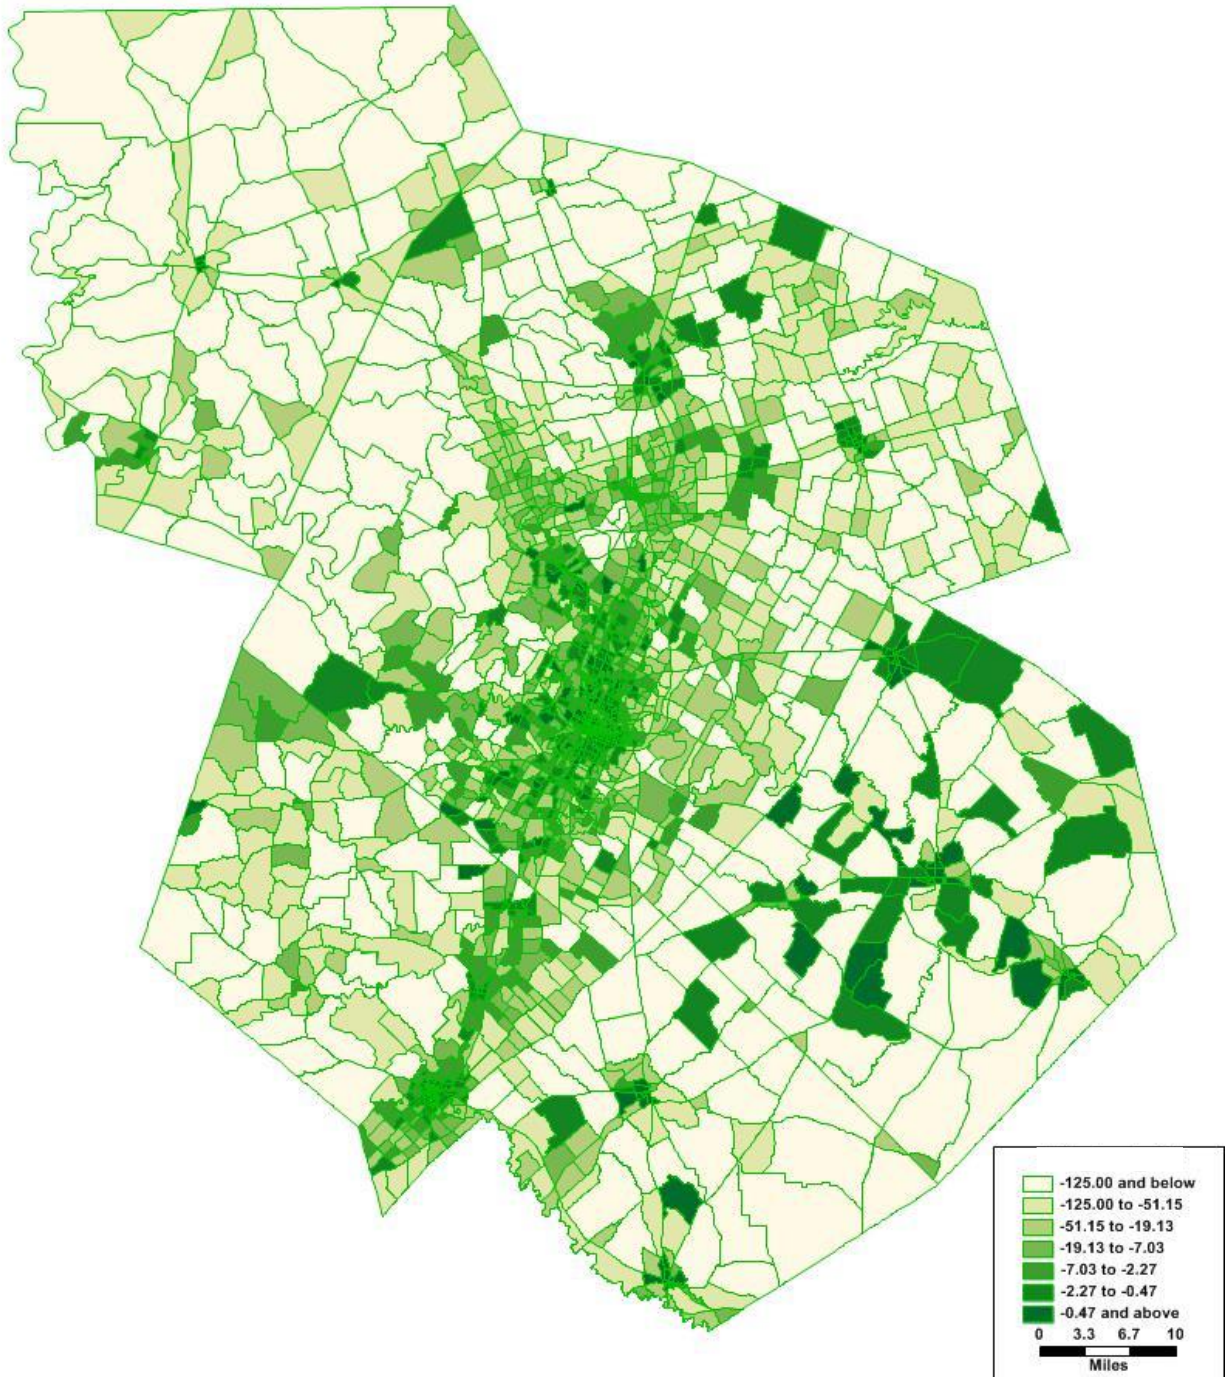 -125.00 and below
-125.00 to -51.15
-51.15 to -19.13
-19.13 to -7.03
-7.03 to -2.27
-2.27 to -0.47
-0.47 and above
0 3.3 6.7 10
Miles